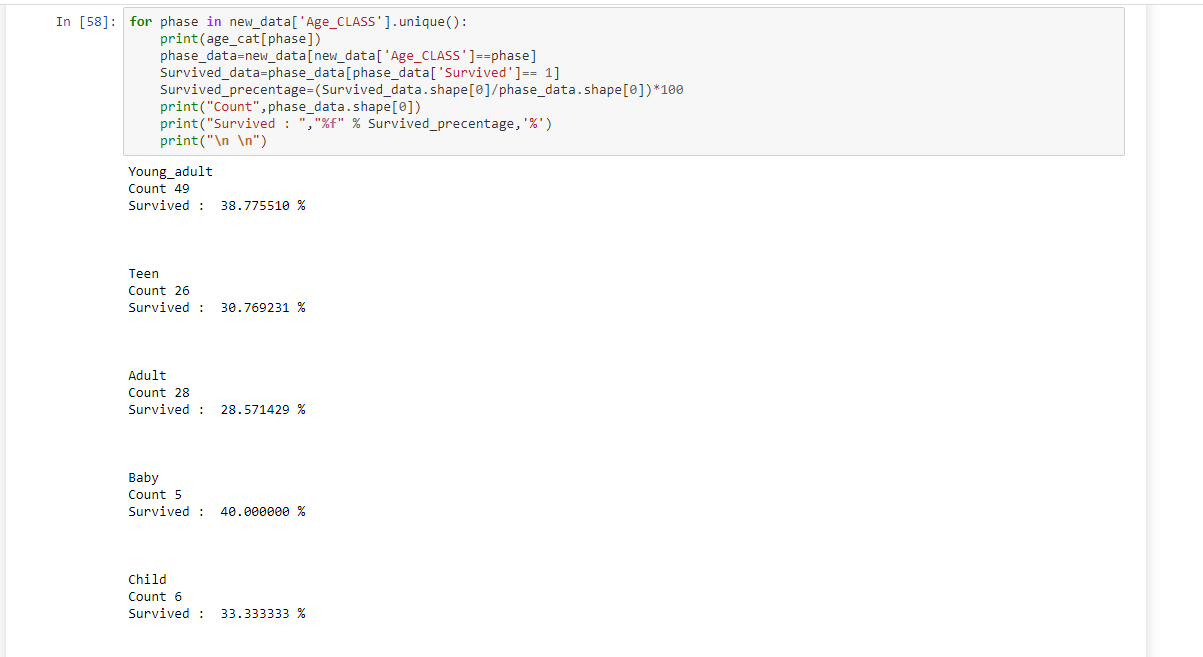 In [58]: for phase in new_data['Age_CLASS'].unique():
    print(age_cat[phase])
    phase_data=new_data[new_data['Age_CLASS']==phase]
    Survived_data=phase_data[phase_data['Survived']== 1]
    Survived_precentage=(Survived_data.shape[0]/phase_data.shape[0])*100
    print("Count",phase_data.shape[0])
    print("Survived : ","%f" % Survived_precentage,'%')
    print("\n \n")
Young_adult
Count 49
Survived :  38.775510 %
Teen
Count 26
Survived :  30.769231 %
Adult
Count 28
Survived :  28.571429 %
Baby
Count 5
Survived :  40.000000 %
Child
Count 6
Survived :  33.333333 %